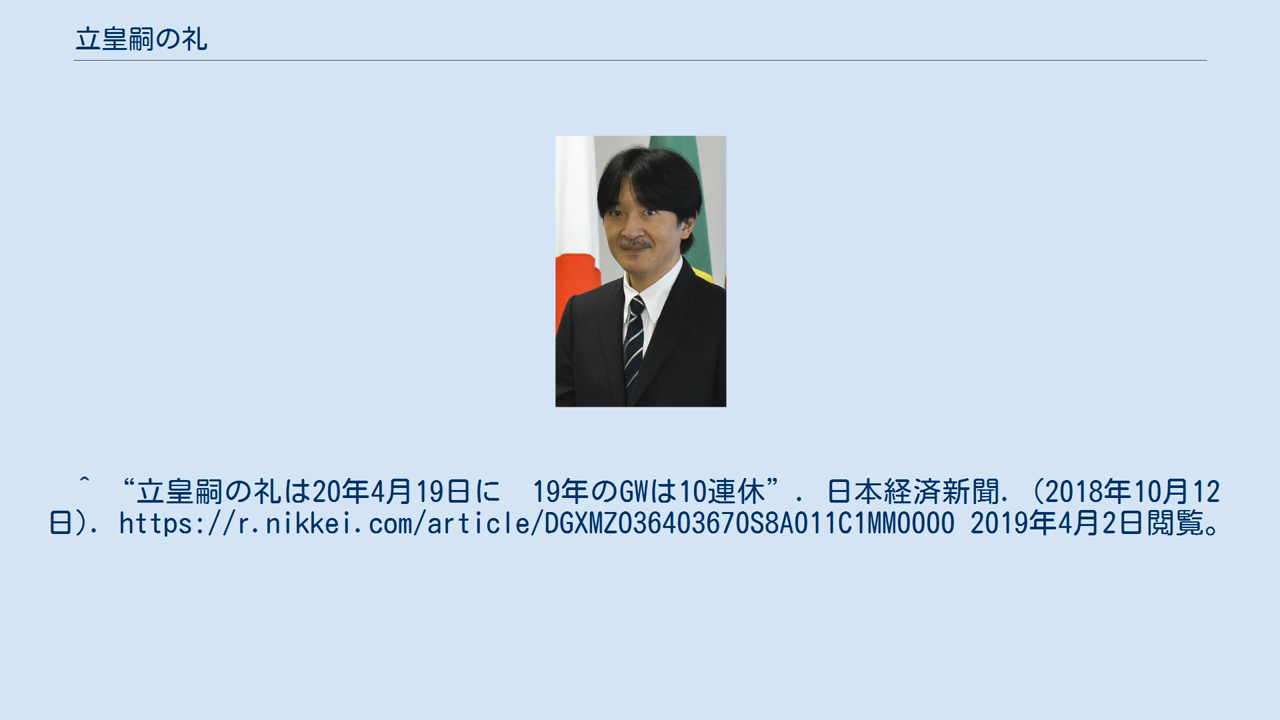 立皇嗣の礼
^ “立皇嗣の礼は20年4月19日に　19年のGWは10連休”. 日本経済新聞. (2018年10月12
日). https://r.nikkei.com/article/DGXMZO36403670S8A011C1MM0000 2019年4月2日閲覧。